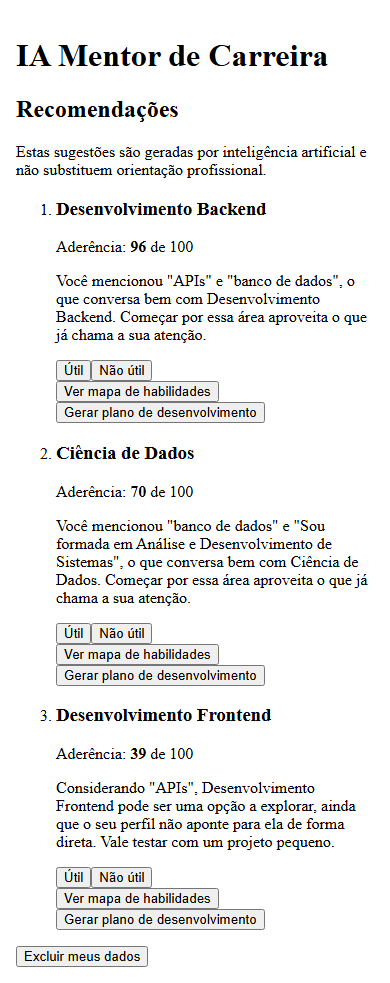 IA Mentor de Carreira
Recomendações
Estas sugestões são geradas por inteligência artificial e
não substituem orientação profissional.
1. Desenvolvimento Backend
Aderência: 96 de 100
Você mencionou "APIs" e "banco de dados", o
que conversa bem com Desenvolvimento
Backend. Começar por essa área aproveita o que
já chama a sua atenção.
Útil Não útil
Ver mapa de habilidades
Gerar plano de desenvolvimento
2. Ciência de Dados
Aderência: 70 de 100
Você mencionou "banco de dados" e "Sou
formada em Análise e Desenvolvimento de
Sistemas", o que conversa bem com Ciência de
Dados. Começar por essa área aproveita o que já
chama a sua atenção.
Útil Não útil
Ver mapa de habilidades
Gerar plano de desenvolvimento
3. Desenvolvimento Frontend
Aderência: 39 de 100
Considerando "APIs", Desenvolvimento
Frontend pode ser uma opção a explorar, ainda
que o seu perfil não aponte para ela de forma
direta. Vale testar com um projeto pequeno.
Útil Não útil
Ver mapa de habilidades
Gerar plano de desenvolvimento
Excluir meus dados